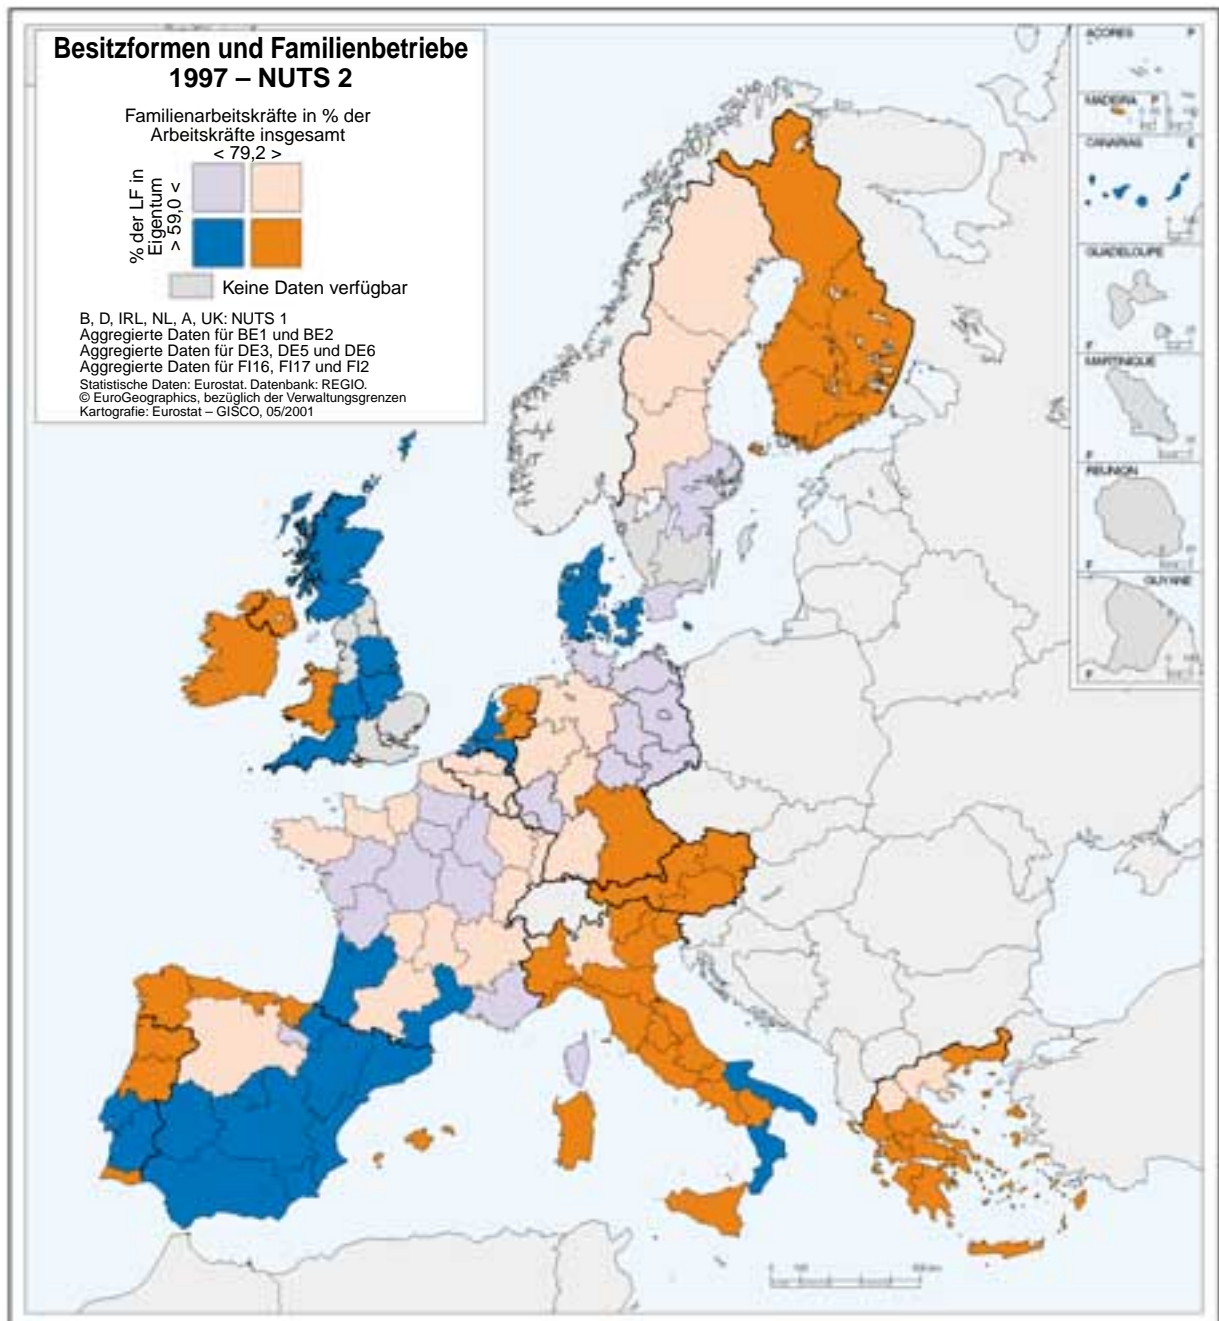 Besitzformen und Familienbetriebe
1997 – NUTS 2
Familienarbeitskräfte in % der
Arbeitskräfte insgesamt
< 79,2 >
% der LF in
Eigentum
> 59,0 <
Keine Daten verfügbar
B, D, IRL, NL, A, UK: NUTS 1
Aggregierte Daten für BE1 und BE2
Aggregierte Daten für DE3, DE5 und DE6
Aggregierte Daten für FI16, FI17 und FI2
Statistische Daten: Eurostat. Datenbank: REGIO.
© EuroGeographics, bezüglich der Verwaltungsgrenzen
Kartografie: Eurostat – GISCO, 05/2001
AÇORES P
MADEIRA P
CANARIAS E
GUADELOUPE
F
MARTINIQUE
F
REUNION
F
GUYANE
F